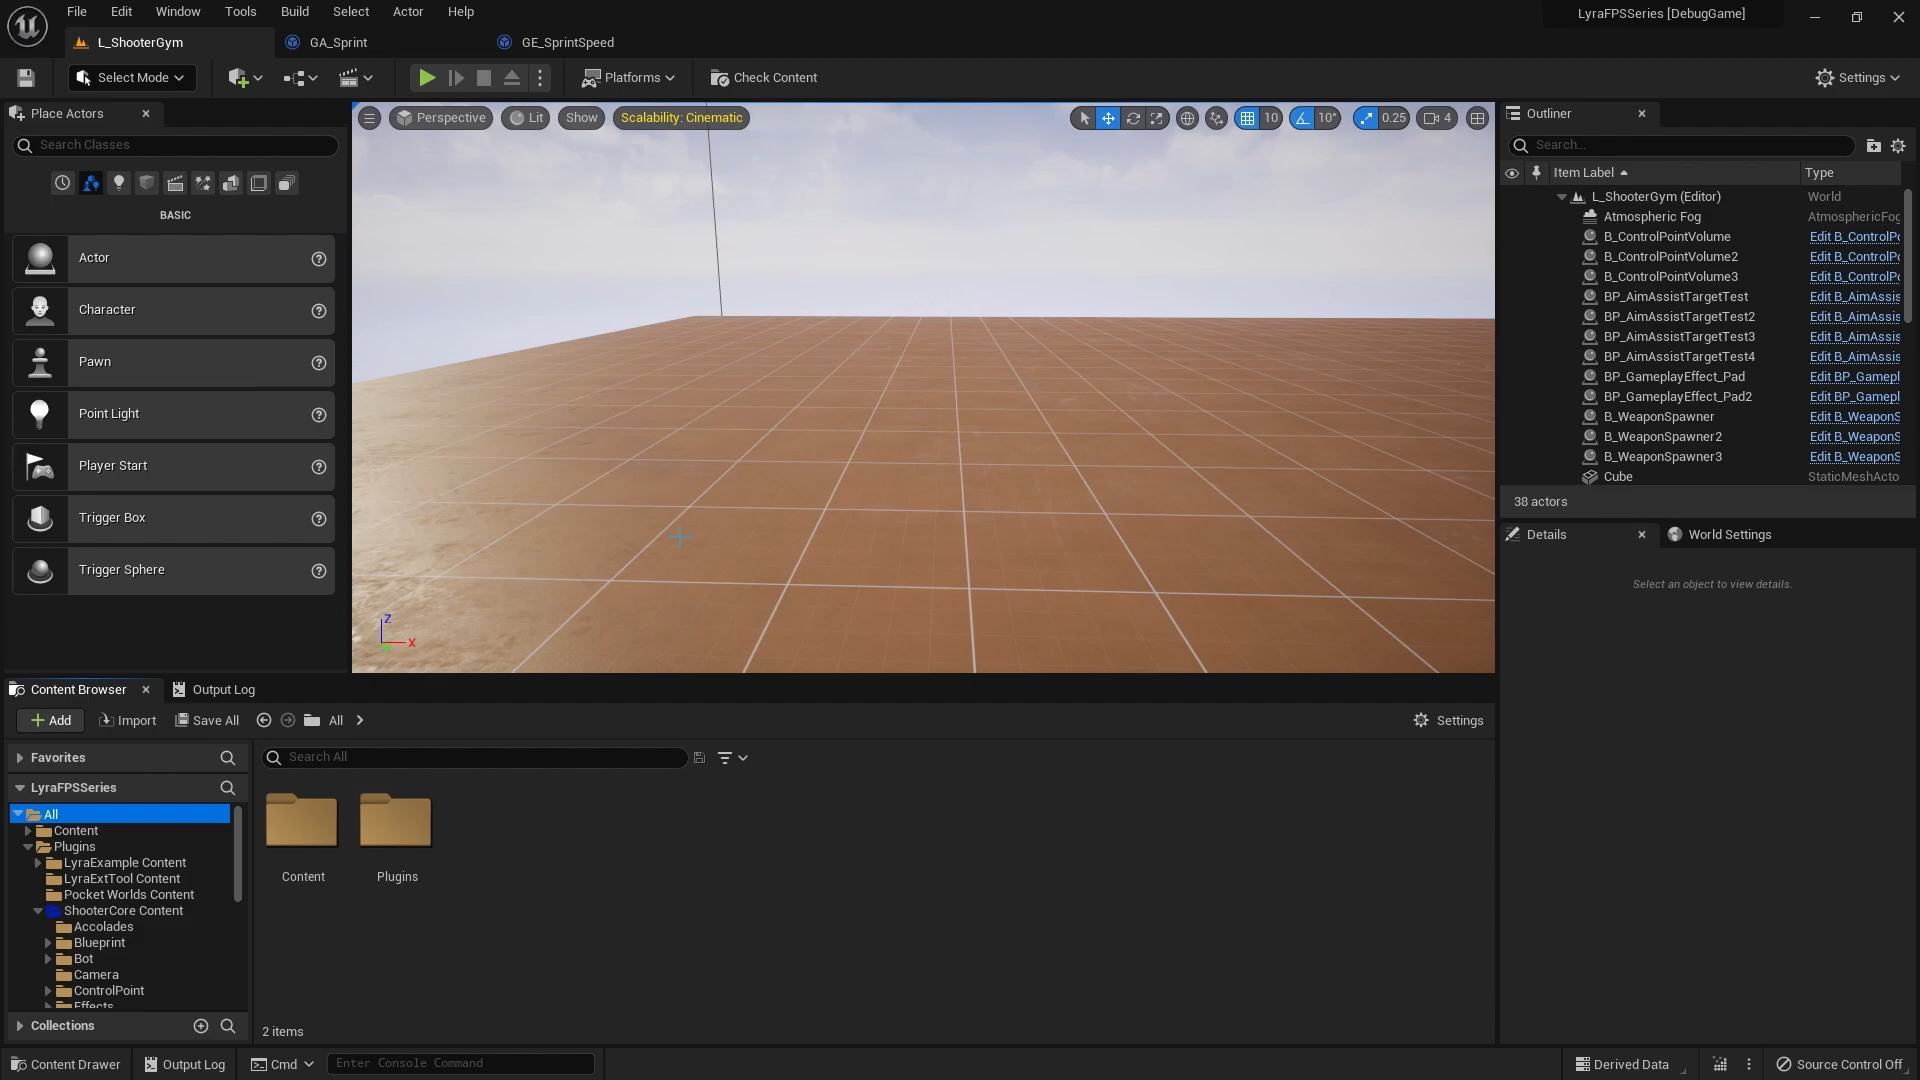 File Edit Window Tools Build Select Actor Help
LyraFPSSeries [DebugGame]
L_ShooterGym GA_Sprint GE_SprintSpeed
Select Mode Platforms Check Content Settings
Place Actors
Search Classes
BASIC
Actor
Character
Pawn
Point Light
Player Start
Trigger Box
Trigger Sphere
Perspective Lit Show Scalability: Cinematic 10 10° 0.25 4
Z
X
Outliner
Search...
Item Label Type
L_ShooterGym (Editor) World
Atmospheric Fog AtmosphericFog
B_ControlPointVolume Edit B_ControlPo
B_ControlPointVolume2 Edit B_ControlPo
B_ControlPointVolume3 Edit B_ControlPo
BP_AimAssistTargetTest Edit B_AimAssis
BP_AimAssistTargetTest2 Edit B_AimAssis
BP_AimAssistTargetTest3 Edit B_AimAssis
BP_AimAssistTargetTest4 Edit B_AimAssis
BP_GameplayEffect_Pad Edit BP_Gamepl
BP_GameplayEffect_Pad2 Edit BP_Gamepl
B_WeaponSpawner Edit B_WeaponS
B_WeaponSpawner2 Edit B_WeaponS
B_WeaponSpawner3 Edit B_WeaponS
Cube StaticMeshActo
38 actors
Details World Settings
Select an object to view details.
Content Browser Output Log
Add Import Save All All Settings
Favorites
Search All
LyraFPSSeries
All
Content
Plugins
LyraExample Content
LyraExtTool Content
Pocket Worlds Content
ShooterCore Content
Accolades
Blueprint
Bot
Camera
ControlPoint
Effects
Content Plugins
Collections
2 items
Content Drawer Output Log Cmd Enter Console Command Derived Data Source Control Off